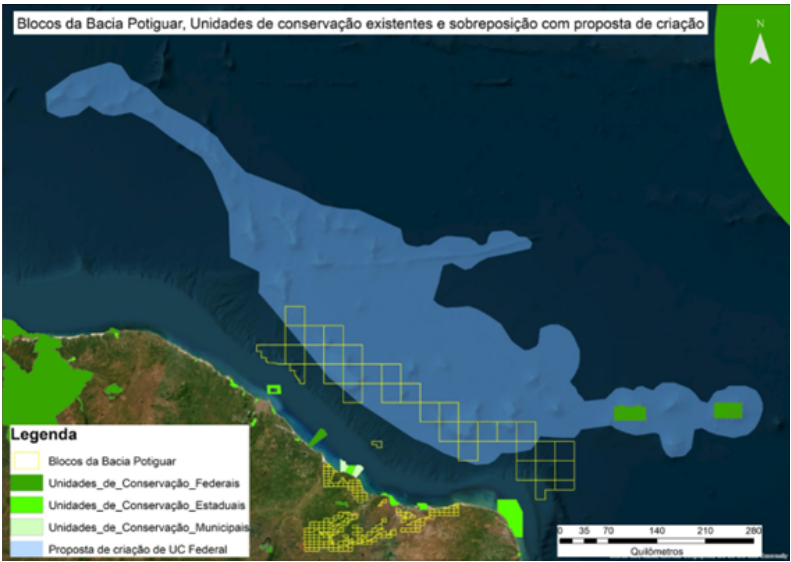 Blocos da Bacia Potiguar, Unidades de conservação existentes e sobreposição com proposta de criação
N
Legenda
Blocos da Bacia Potiguar
Unidades_de_Conservação_Federais
Unidades_de_Conservação_Estaduais
Unidades_de_Conservação_Municipais
Proposta de criação de UC Federal
0 35 70 140 210 280
Quilômetros